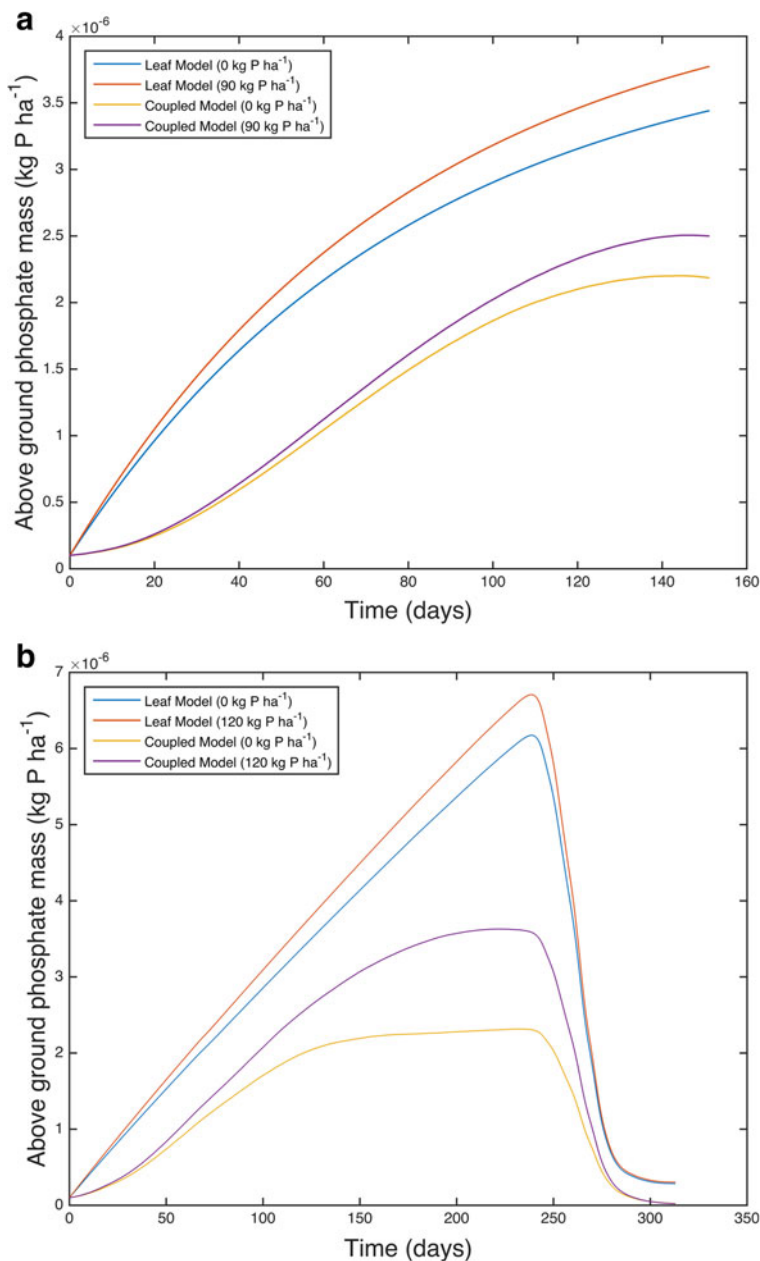 a
×10⁻⁶
Leaf Model (0 kg P ha⁻¹)
Leaf Model (90 kg P ha⁻¹)
Coupled Model (0 kg P ha⁻¹)
Coupled Model (90 kg P ha⁻¹)
Above ground phosphate mass (kg P ha⁻¹)
4
3.5
3
2.5
2
1.5
1
0.5
0
0 20 40 60 80 100 120 140 160
Time (days)
b
×10⁻⁶
Leaf Model (0 kg P ha⁻¹)
Leaf Model (120 kg P ha⁻¹)
Coupled Model (0 kg P ha⁻¹)
Coupled Model (120 kg P ha⁻¹)
Above ground phosphate mass (kg P ha⁻¹)
7
6
5
4
3
2
1
0
0 50 100 150 200 250 300 350
Time (days)